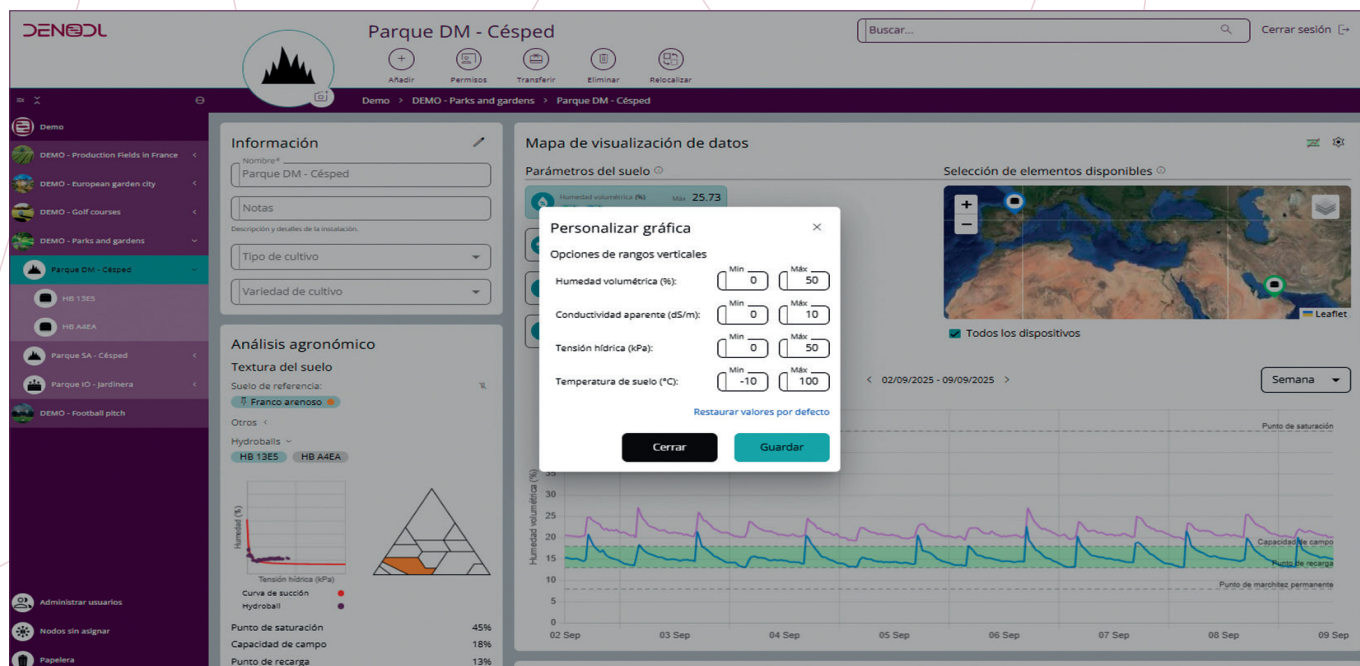 DENODL
Parque DM - Césped
Buscar...
Cerrar sesión
Añadir
Permisos
Transferir
Eliminar
Relocalizar
Demo > DEMO - Parks and gardens > Parque DM - Césped
Demo
DEMO - Production Fields in France
DEMO - European garden city
DEMO - Golf courses
DEMO - Parks and gardens
Parque DM - Césped
HB 13E5
HB A4EA
Parque SA - Césped
Parque IÓ - Jardinera
DEMO - Football pitch
Administrar usuarios
Nodos sin asignar
Papelera
Información
Nombre*
Parque DM - Césped
Notas
Descripción y detalles de la instalación.
Tipo de cultivo
Variedad de cultivo
Análisis agronómico
Textura del suelo
Suelo de referencia:
Franco arenoso
Otros
Hydroballs
HB 13E5 HB A4EA
Humedad (%)
Tensión hídrica (kPa)
Curva de succión
Hydroball
Punto de saturación 45%
Capacidad de campo 18%
Punto de recarga 13%
Mapa de visualización de datos
Parámetros del suelo
Humedad volumétrica (%) Máx 25.73
Selección de elementos disponibles
+
−
Leaflet
Todos los dispositivos
Personalizar gráfica
Opciones de rangos verticales
Humedad volumétrica (%): Min 0 Máx 50
Conductividad aparente (dS/m): Min 0 Máx 10
Tensión hídrica (kPa): Min 0 Máx 50
Temperatura de suelo (°C): Min -10 Máx 100
Restaurar valores por defecto
Cerrar
Guardar
< 02/09/2025 - 09/09/2025 >
Semana
Punto de saturación
Humedad volumétrica (%)
35
30
25
20
15
10
5
0
Capacidad de campo
Punto de recarga
Punto de marchitez permanente
02 Sep 03 Sep 04 Sep 05 Sep 06 Sep 07 Sep 08 Sep 09 Sep